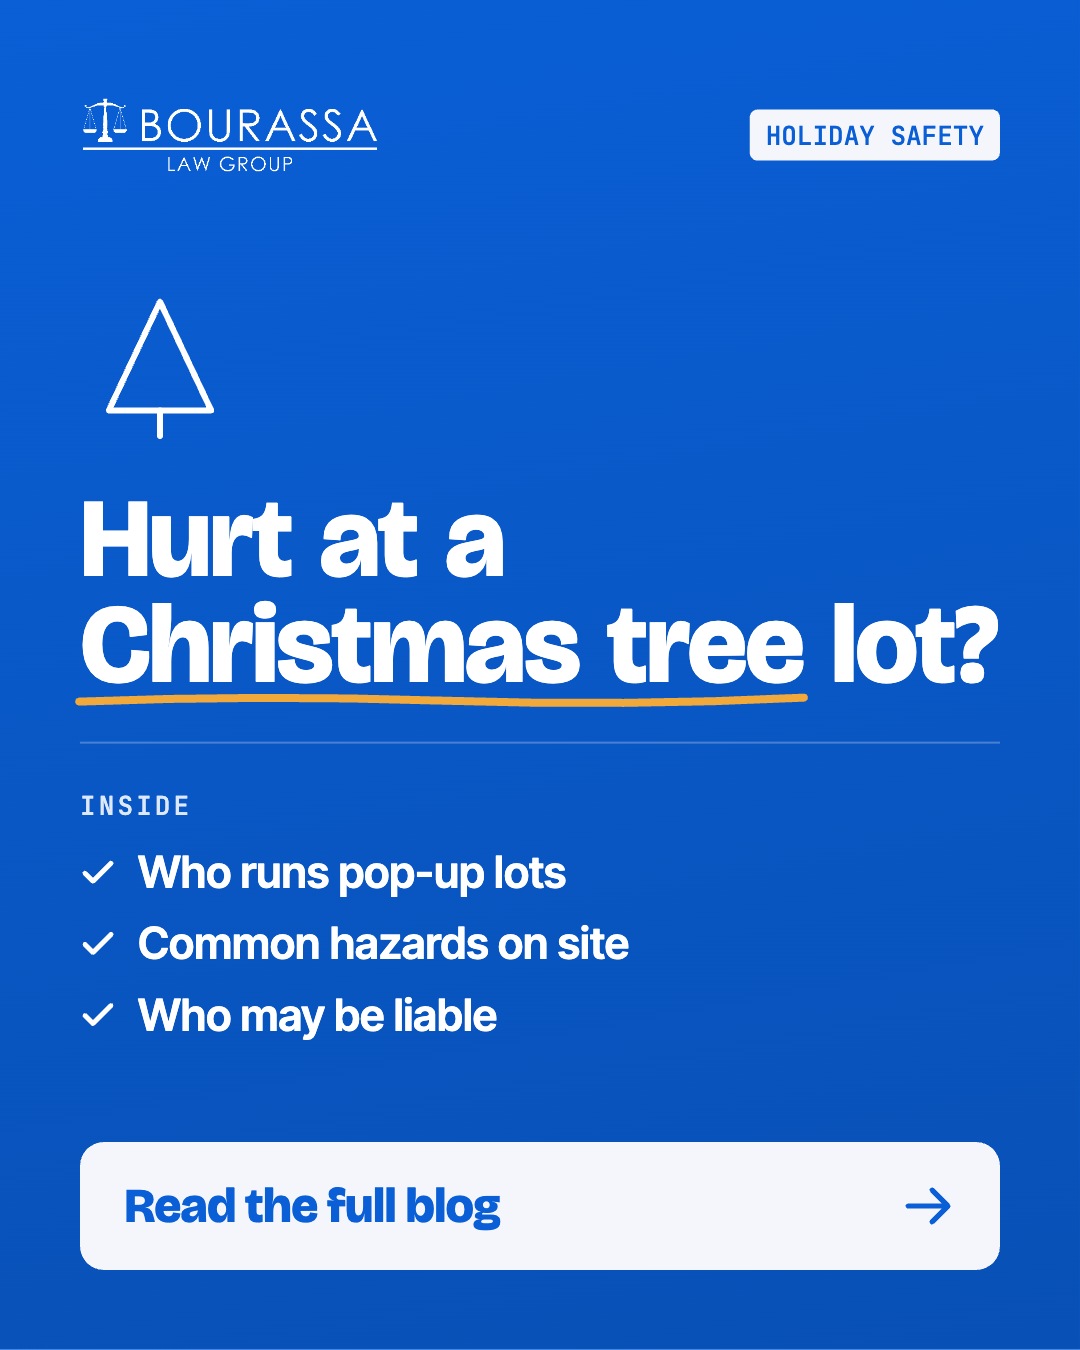 BOURASSA
LAW GROUP
HOLIDAY SAFETY
Hurt at a
Christmas tree lot?
INSIDE
Who runs pop-up lots
Common hazards on site
Who may be liable
Read the full blog